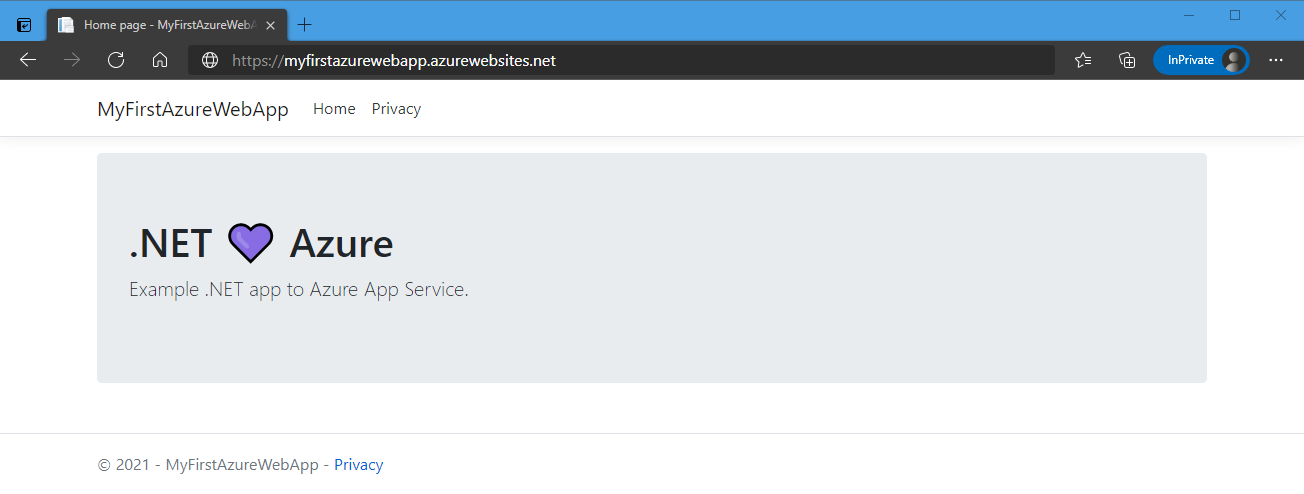 Home page - MyFirstAzureWebA
https://myfirstazurewebapp.azurewebsites.net
InPrivate
MyFirstAzureWebApp Home Privacy
.NET 💜 Azure
Example .NET app to Azure App Service.
© 2021 - MyFirstAzureWebApp - Privacy